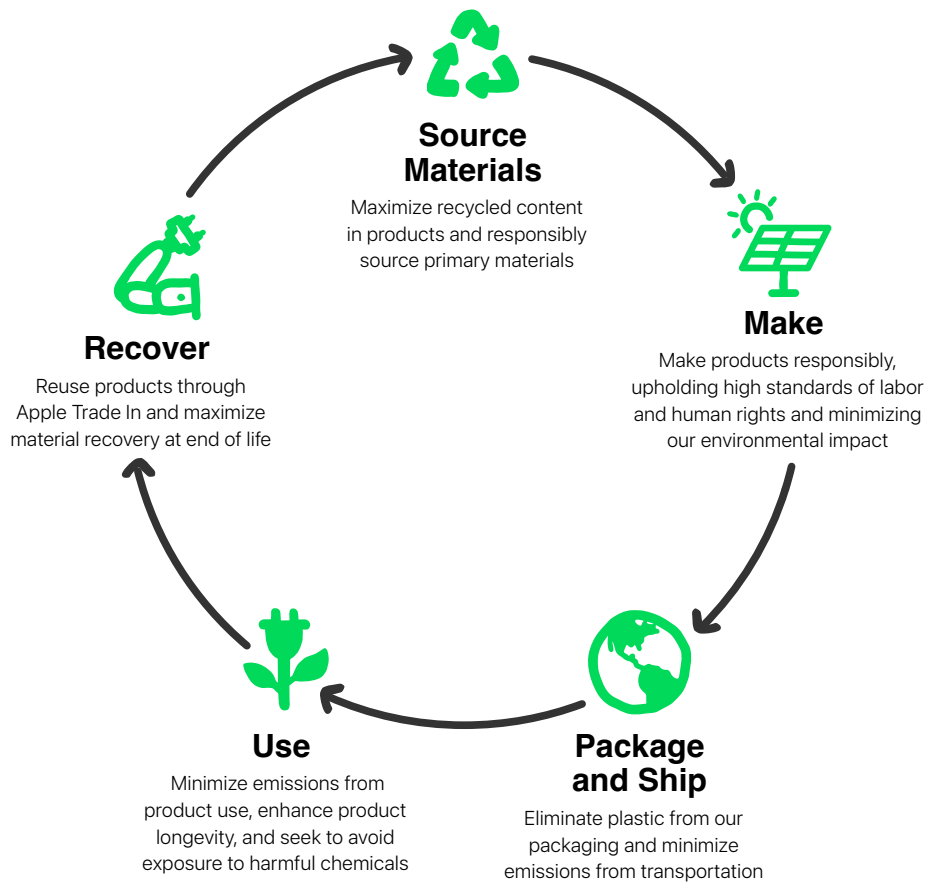 Source
Materials
Maximize recycled content
in products and responsibly
source primary materials
Make
Make products responsibly,
upholding high standards of labor
and human rights and minimizing
our environmental impact
Package
and Ship
Eliminate plastic from our
packaging and minimize
emissions from transportation
Use
Minimize emissions from
product use, enhance product
longevity, and seek to avoid
exposure to harmful chemicals
Recover
Reuse products through
Apple Trade In and maximize
material recovery at end of life